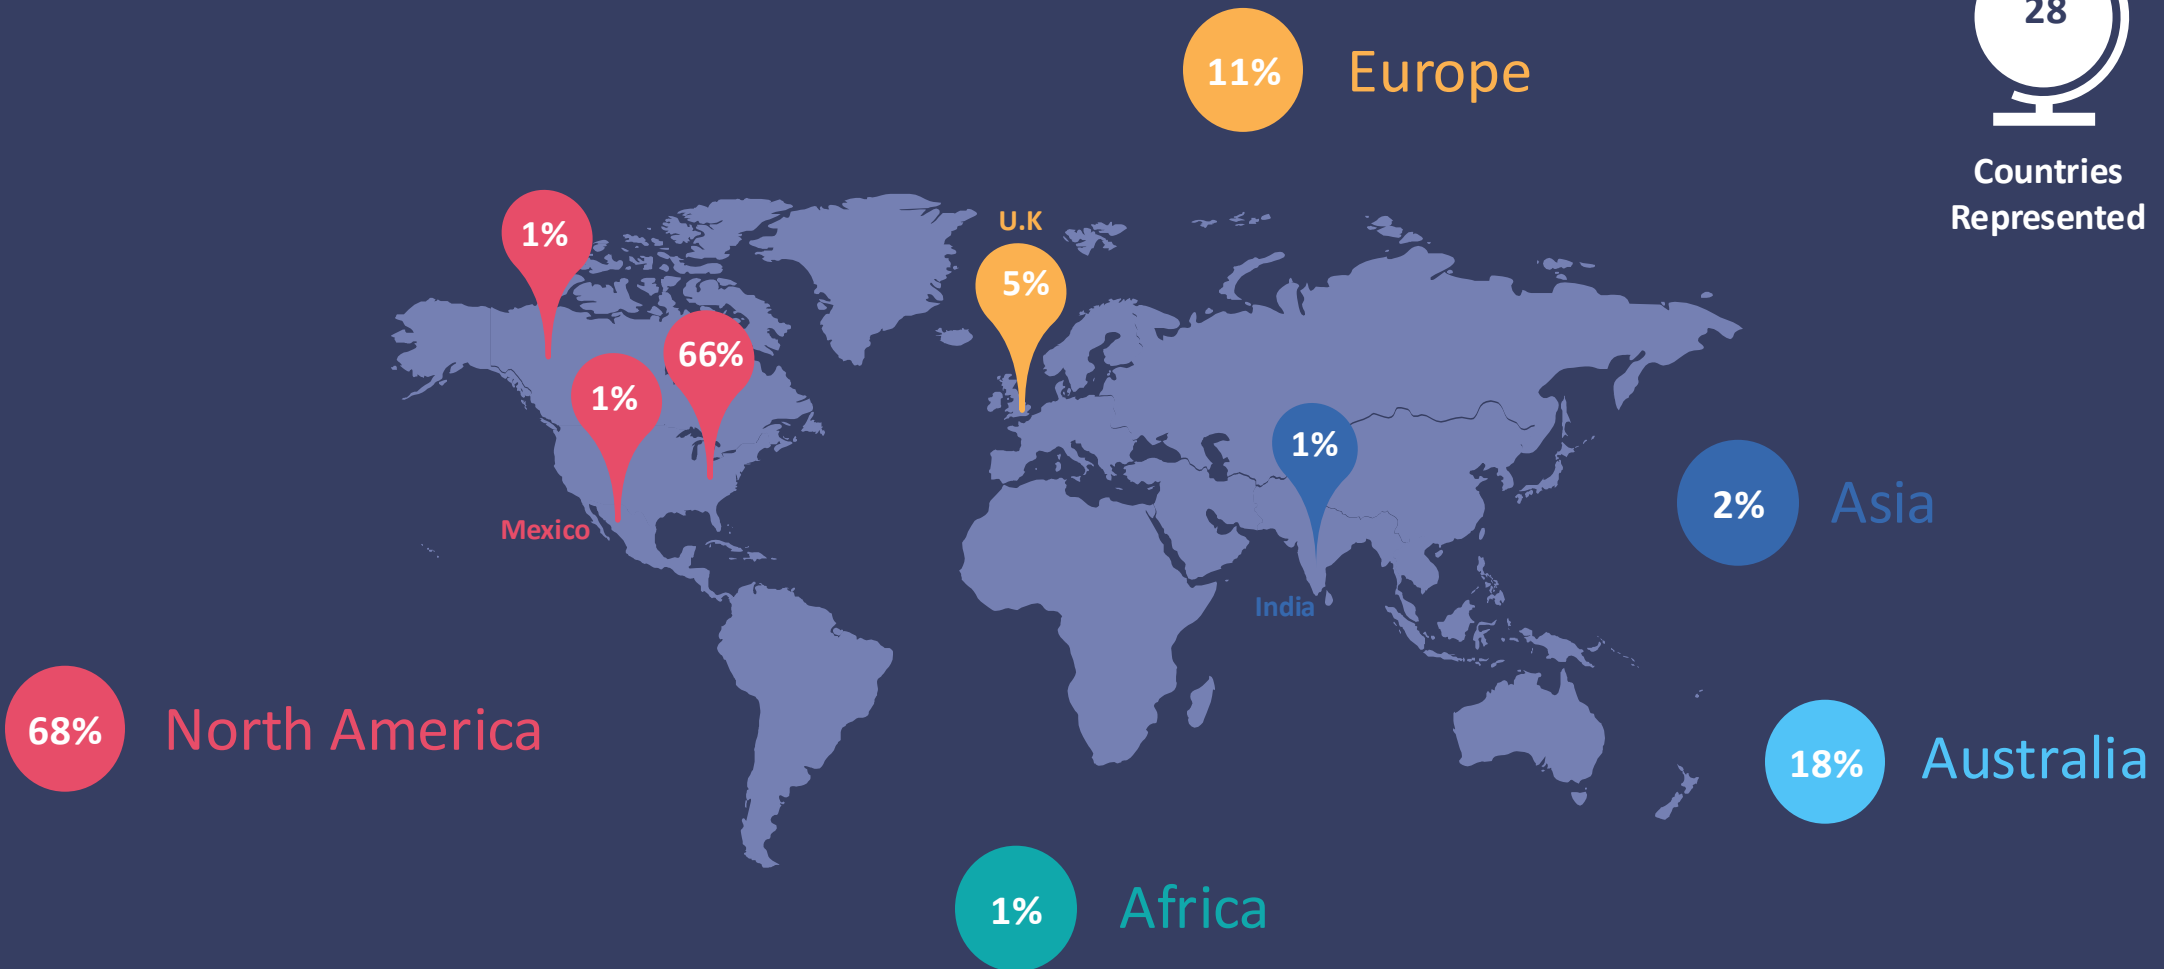 28
Countries
Represented
11%
Europe
1%
U.K
5%
66%
1%
Mexico
1%
India
2%
Asia
68%
North America
18%
Australia
1%
Africa